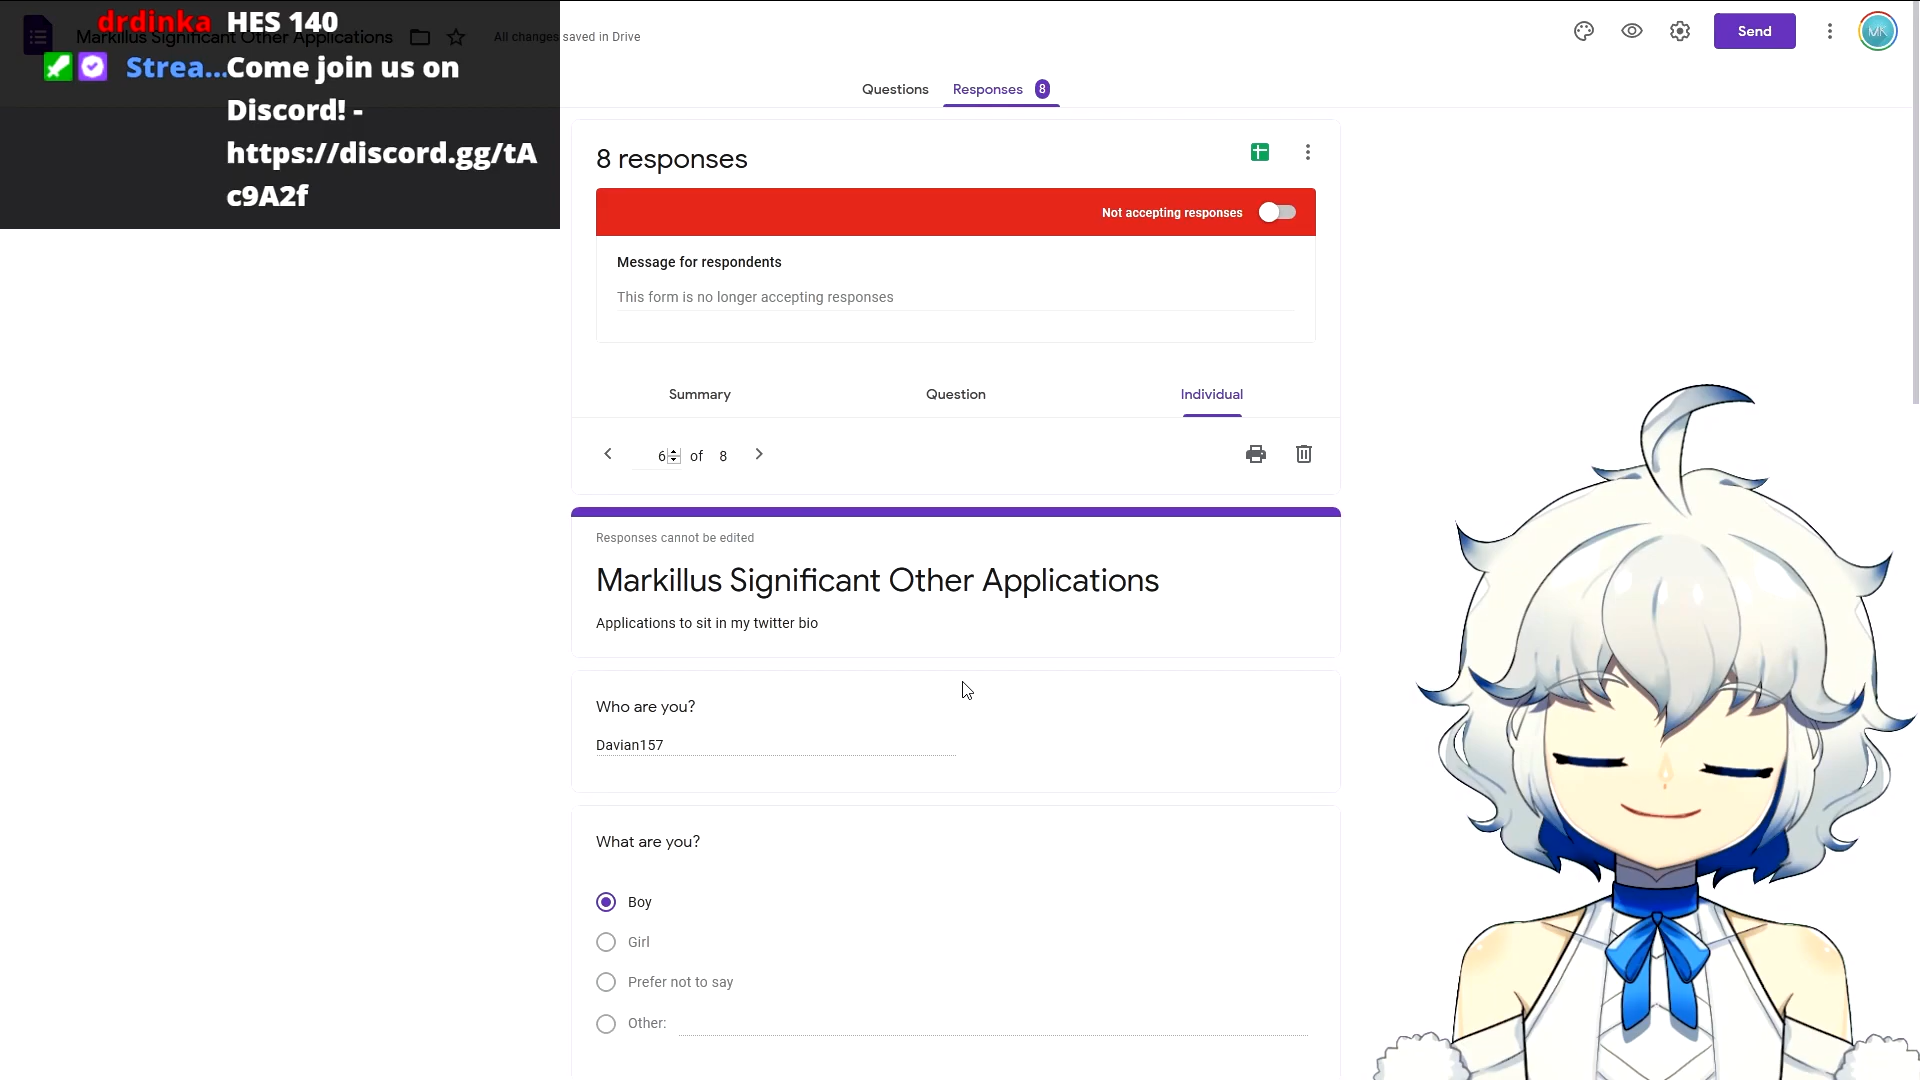 drdinka HES 140
Markillus Significant Other Applications
All changes saved in Drive
Strea... Come join us on
Discord! -
https://discord.gg/tA
c9A2f
Send
MK
Questions
Responses 8
8 responses
Not accepting responses
Message for respondents
This form is no longer accepting responses
Summary
Question
Individual
6 of 8
Responses cannot be edited
Markillus Significant Other Applications
Applications to sit in my twitter bio
Who are you?
Davian157
What are you?
Boy
Girl
Prefer not to say
Other: